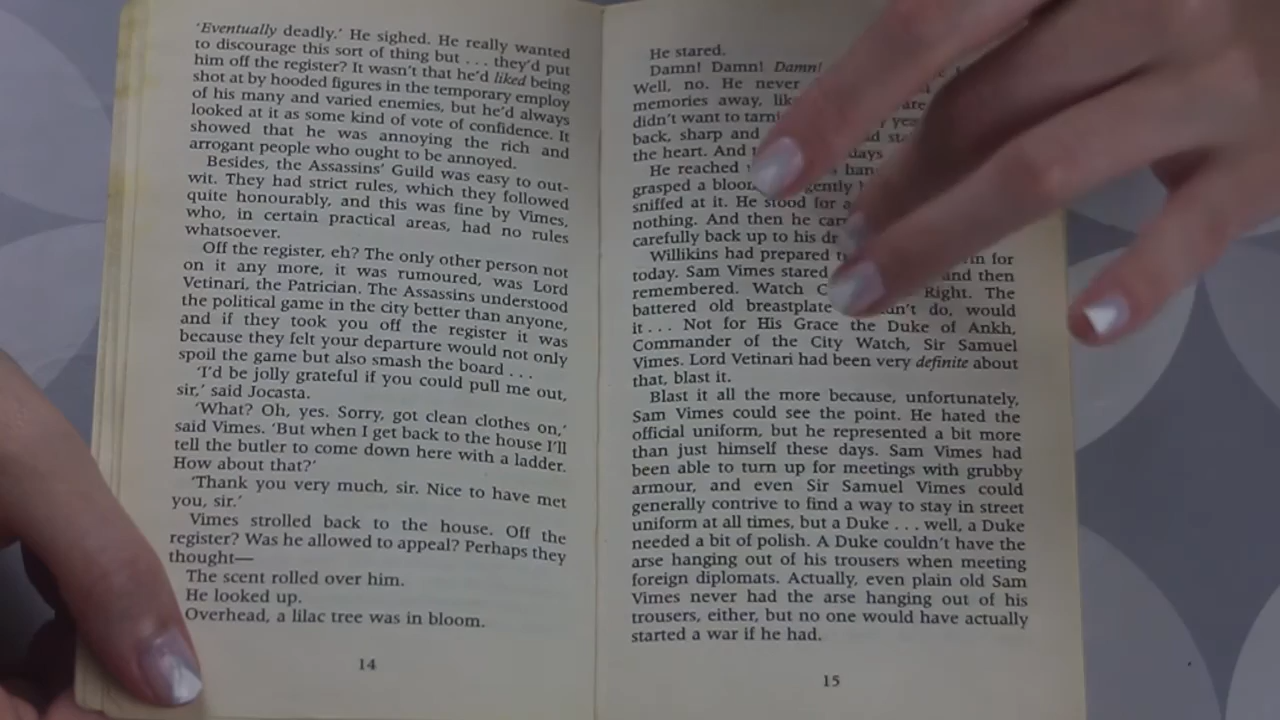 'Eventually deadly.' He sighed. He really wanted
to discourage this sort of thing but . . . they'd put
him off the register? It wasn't that he'd liked being
shot at by hooded figures in the temporary employ
of his many and varied enemies, but he'd always
looked at it as some kind of vote of confidence. It
showed that he was annoying the rich and
arrogant people who ought to be annoyed.
Besides, the Assassins' Guild was easy to out-
wit. They had strict rules, which they followed
quite honourably, and this was fine by Vimes,
who, in certain practical areas, had no rules
whatsoever.
Off the register, eh? The only other person not
on it any more, it was rumoured, was Lord
Vetinari, the Patrician. The Assassins understood
the political game in the city better than anyone,
and if they took you off the register it was
because they felt your departure would not only
spoil the game but also smash the board . . .
'I'd be jolly grateful if you could pull me out,
sir,' said Jocasta.
'What? Oh, yes. Sorry, got clean clothes on,'
said Vimes. 'But when I get back to the house I'll
tell the butler to come down here with a ladder.
How about that?'
'Thank you very much, sir. Nice to have met
you, sir.'
Vimes strolled back to the house. Off the
register? Was he allowed to appeal? Perhaps they
thought—
The scent rolled over him.
He looked up.
Overhead, a lilac tree was in bloom.
14
He stared.
Damn! Damn! Damn!
Well, no. He never
memories away,
didn't want to
back, sharp and
the heart. And days
He reached
grasped a gently
sniffed at it. He stood for a
nothing. And then he
carefully back up to his
Willikins had prepared for
today. Sam Vimes stared and then
remembered. Watch Right. The
battered old breastplate do, would
it . . . Not for His Grace the Duke of Ankh,
Commander of the City Watch, Sir Samuel
Vimes. Lord Vetinari had been very definite about
that, blast it.
Blast it all the more because, unfortunately,
Sam Vimes could see the point. He hated the
official uniform, but he represented a bit more
than just himself these days. Sam Vimes had
been able to turn up for meetings with grubby
armour, and even Sir Samuel Vimes could
generally contrive to find a way to stay in street
uniform at all times, but a Duke . . . well, a Duke
needed a bit of polish. A Duke couldn't have the
arse hanging out of his trousers when meeting
foreign diplomats. Actually, even plain old Sam
Vimes never had the arse hanging out of his
trousers, either, but no one would have actually
started a war if he had.
15